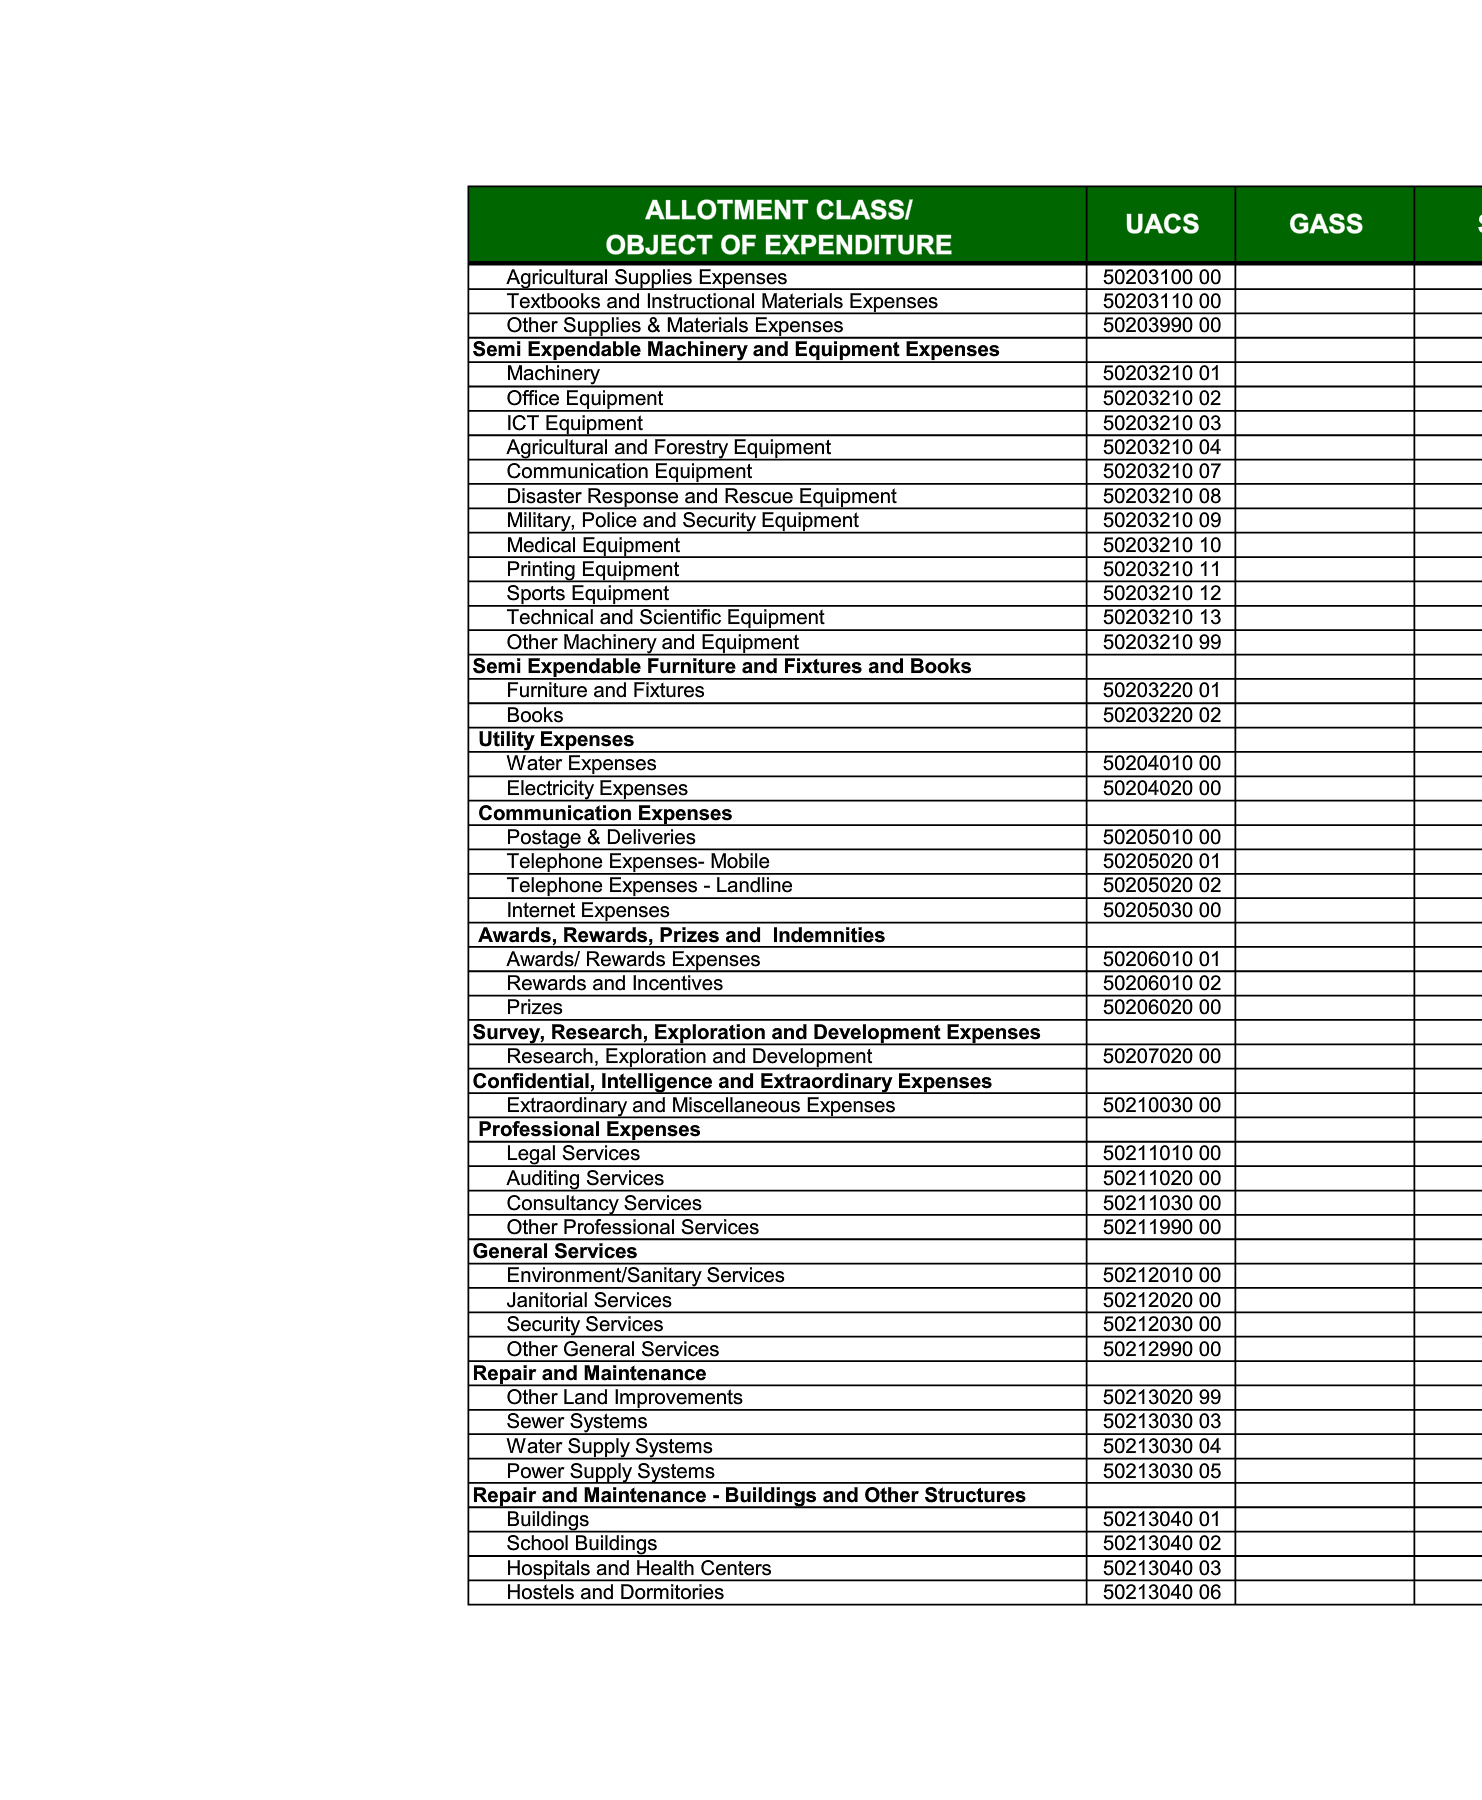 ALLOTMENT CLASS/
OBJECT OF EXPENDITURE
UACS
GASS
Agricultural Supplies Expenses 50203100 00
Textbooks and Instructional Materials Expenses 50203110 00
Other Supplies & Materials Expenses 50203990 00
Semi Expendable Machinery and Equipment Expenses
Machinery 50203210 01
Office Equipment 50203210 02
ICT Equipment 50203210 03
Agricultural and Forestry Equipment 50203210 04
Communication Equipment 50203210 07
Disaster Response and Rescue Equipment 50203210 08
Military, Police and Security Equipment 50203210 09
Medical Equipment 50203210 10
Printing Equipment 50203210 11
Sports Equipment 50203210 12
Technical and Scientific Equipment 50203210 13
Other Machinery and Equipment 50203210 99
Semi Expendable Furniture and Fixtures and Books
Furniture and Fixtures 50203220 01
Books 50203220 02
Utility Expenses
Water Expenses 50204010 00
Electricity Expenses 50204020 00
Communication Expenses
Postage & Deliveries 50205010 00
Telephone Expenses- Mobile 50205020 01
Telephone Expenses - Landline 50205020 02
Internet Expenses 50205030 00
Awards, Rewards, Prizes and  Indemnities
Awards/ Rewards Expenses 50206010 01
Rewards and Incentives 50206010 02
Prizes 50206020 00
Survey, Research, Exploration and Development Expenses
Research, Exploration and Development 50207020 00
Confidential, Intelligence and Extraordinary Expenses
Extraordinary and Miscellaneous Expenses 50210030 00
Professional Expenses
Legal Services 50211010 00
Auditing Services 50211020 00
Consultancy Services 50211030 00
Other Professional Services 50211990 00
General Services
Environment/Sanitary Services 50212010 00
Janitorial Services 50212020 00
Security Services 50212030 00
Other General Services 50212990 00
Repair and Maintenance
Other Land Improvements 50213020 99
Sewer Systems 50213030 03
Water Supply Systems 50213030 04
Power Supply Systems 50213030 05
Repair and Maintenance - Buildings and Other Structures
Buildings 50213040 01
School Buildings 50213040 02
Hospitals and Health Centers 50213040 03
Hostels and Dormitories 50213040 06